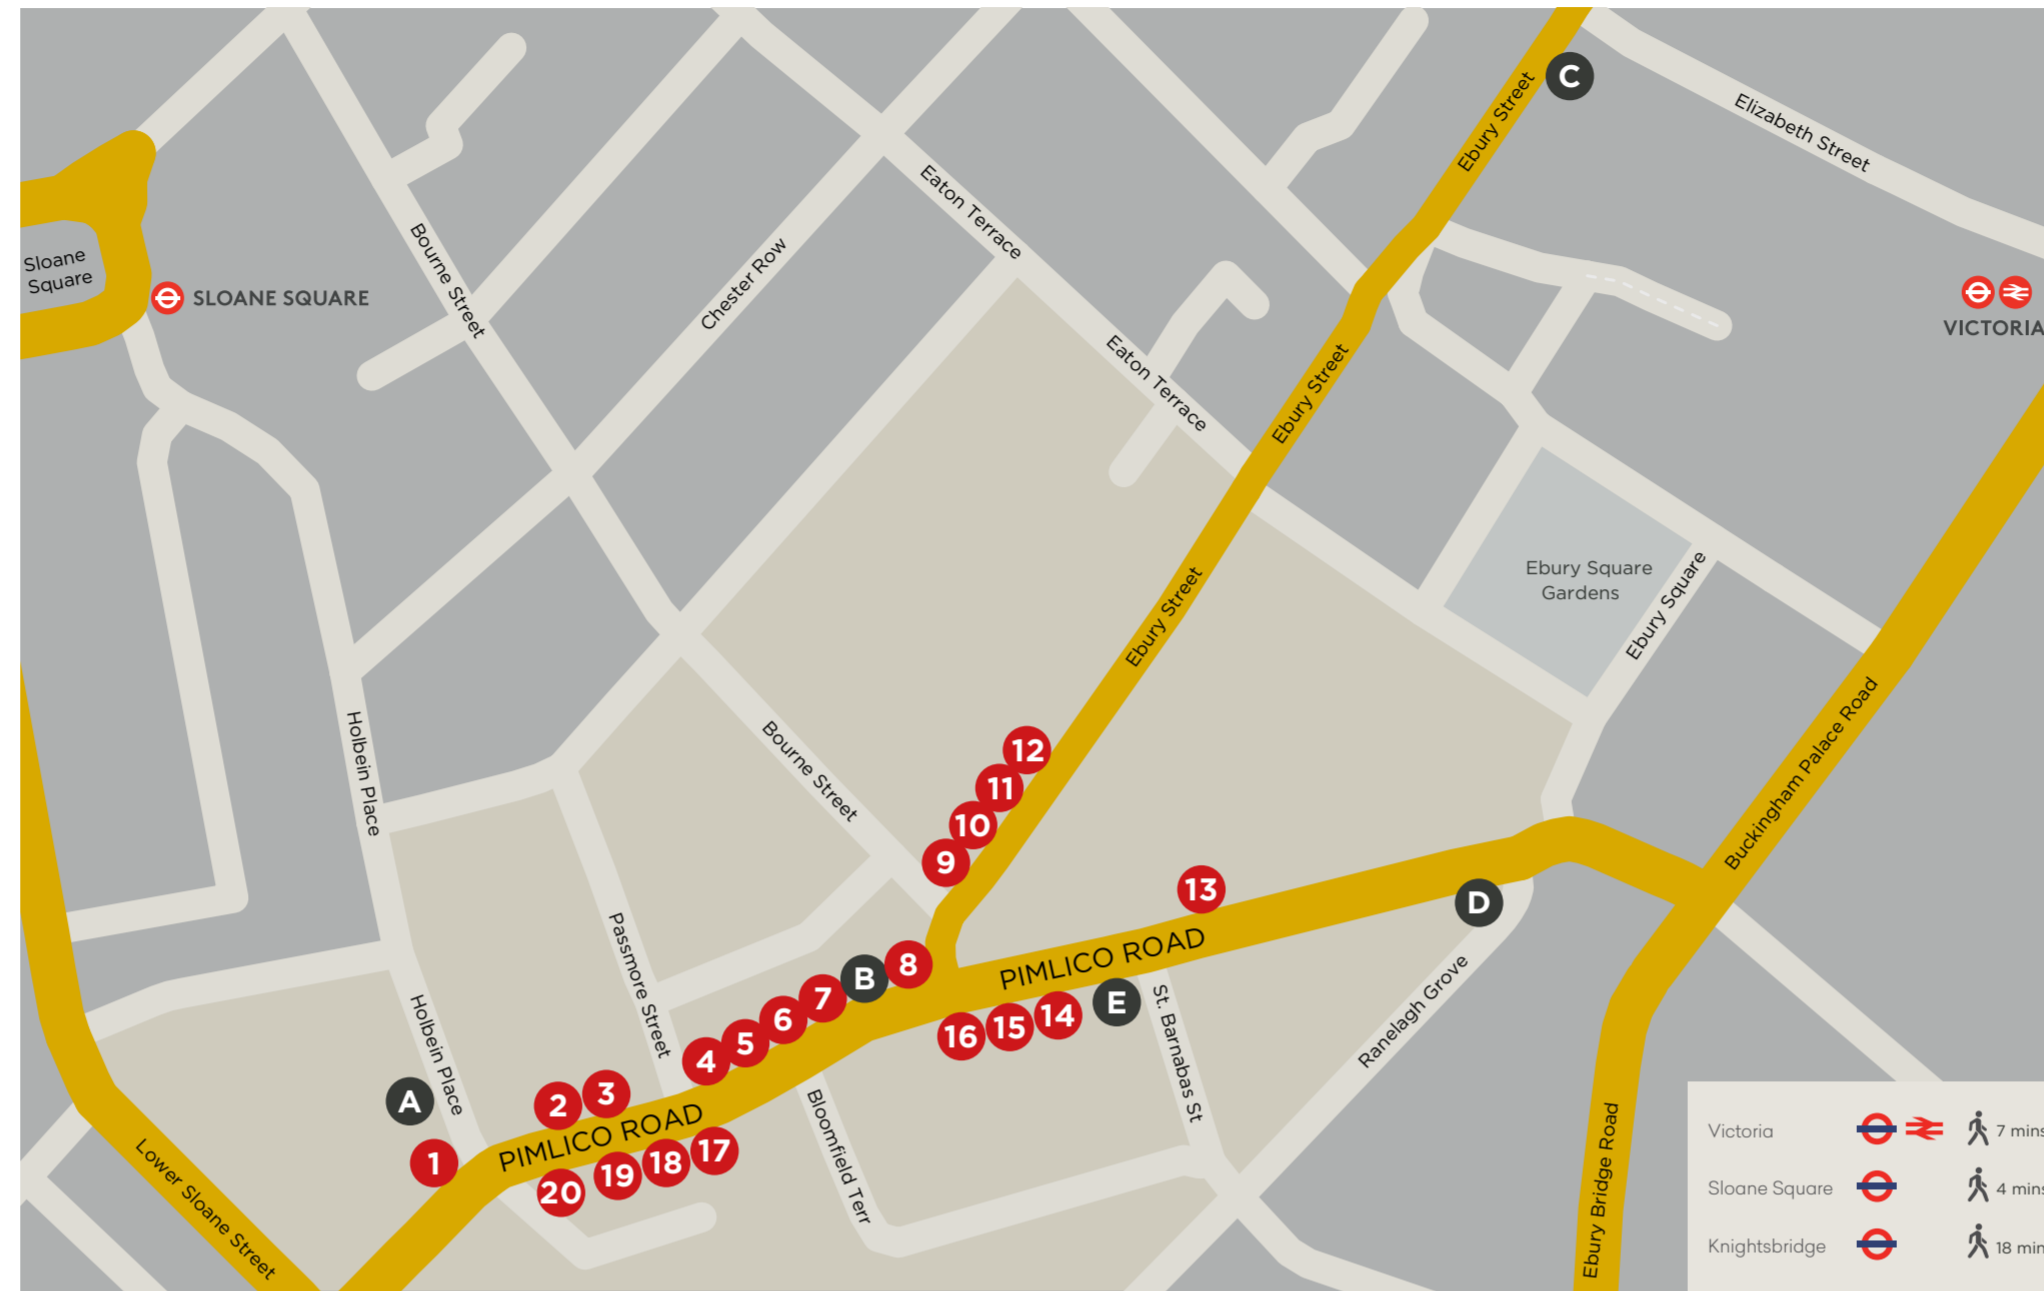 C
Ebury Street
Elizabeth Street
Eaton Terrace
Bourne Street
Chester Row
Sloane
Square
SLOANE SQUARE
VICTORIA
Eaton Terrace
Ebury Street
Ebury Square
Gardens
Ebury Square
Ebury Street
Holbein Place
Bourne Street
Buckingham Palace Road
12
11
10
9
13
D
PIMLICO ROAD
8
B
7
6
5
4
Passmore Street
E
14
15
16
St. Barnabas St
Ranelagh Grove
Holbein Place
A
1
2
3
PIMLICO ROAD
17
18
19
20
Bloomfield Terr
Lower Sloane Street
Ebury Bridge Road
Victoria 7 mins
Sloane Square 4 mins
Knightsbridge 18 min